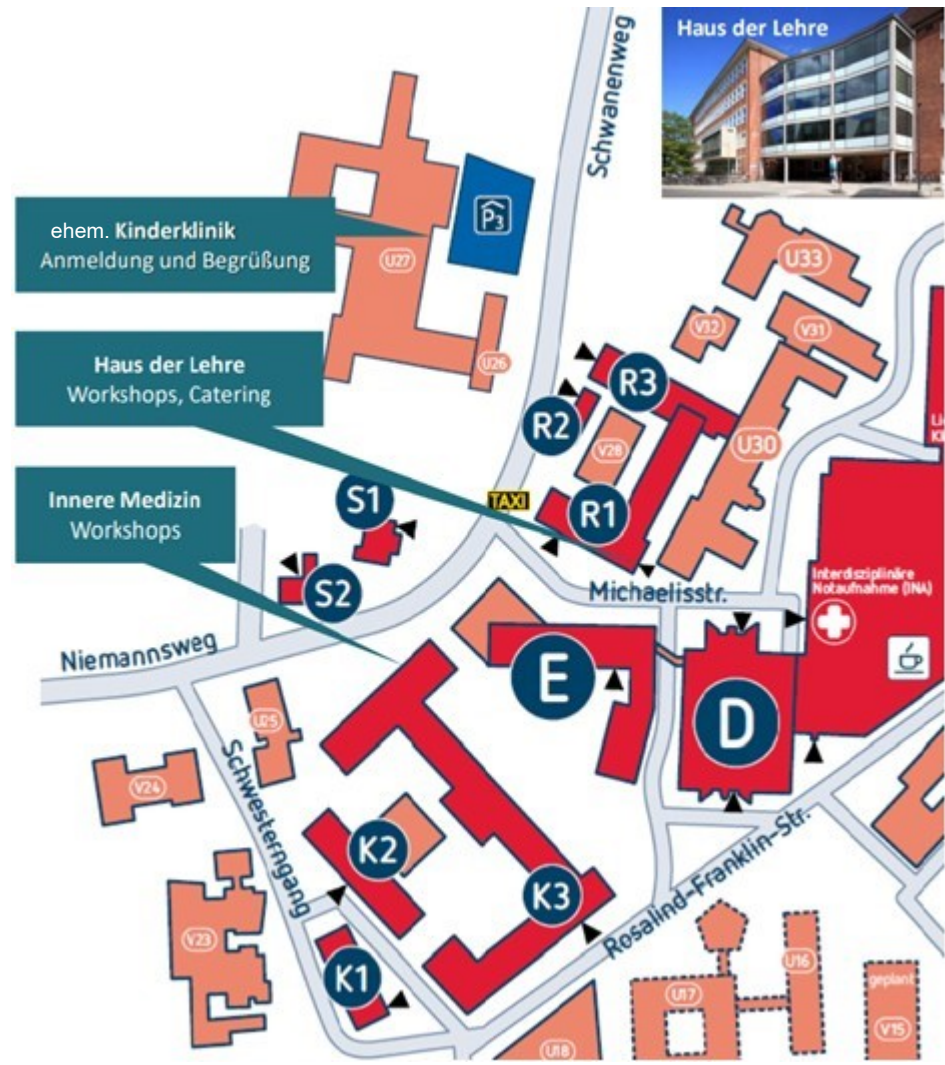 Haus der Lehre
Schwanenweg
P3
ehem. Kinderklinik
Anmeldung und Begrüßung
U27
U33
V32
V31
Haus der Lehre
Workshops, Catering
U26
R3
R2
V28
U30
Innere Medizin
Workshops
S1
TAXI
R1
S2
Michaelisstr.
Interdisziplinäre
Notaufnahme (INA)
Niemannsweg
E
D
U25
V24
Schwesterngang
K2
K3
Rosalind-Franklin-Str.
V23
K1
U17
U16
geplant
V15
U18